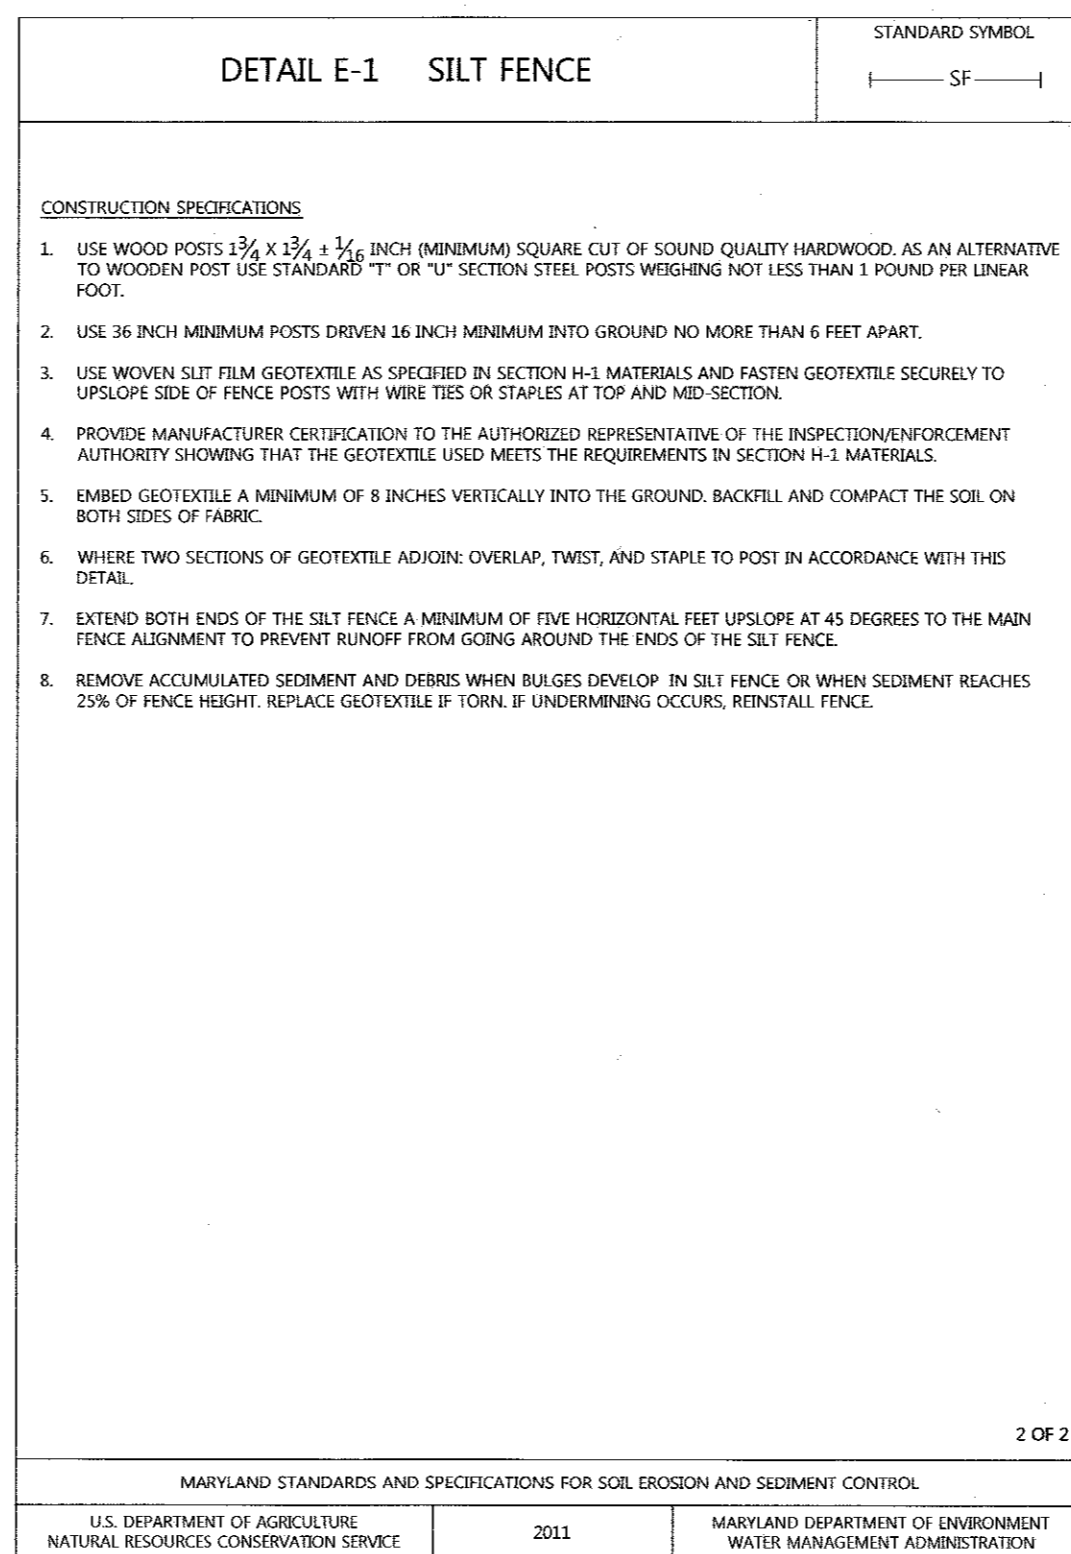 DETAIL E-1 SILT FENCE
STANDARD SYMBOL
SF
CONSTRUCTION SPECIFICATIONS
1. USE WOOD POSTS 1¾ X 1¾ ± 1/16 INCH (MINIMUM) SQUARE CUT OF SOUND QUALITY HARDWOOD. AS AN ALTERNATIVE
TO WOODEN POST USE STANDARD "T" OR "U" SECTION STEEL POSTS WEIGHING NOT LESS THAN 1 POUND PER LINEAR
FOOT.
2. USE 36 INCH MINIMUM POSTS DRIVEN 16 INCH MINIMUM INTO GROUND NO MORE THAN 6 FEET APART.
3. USE WOVEN SLIT FILM GEOTEXTILE AS SPECIFIED IN SECTION H-1 MATERIALS AND FASTEN GEOTEXTILE SECURELY TO
UPSLOPE SIDE OF FENCE POSTS WITH WIRE TIES OR STAPLES AT TOP AND MID-SECTION.
4. PROVIDE MANUFACTURER CERTIFICATION TO THE AUTHORIZED REPRESENTATIVE OF THE INSPECTION/ENFORCEMENT
AUTHORITY SHOWING THAT THE GEOTEXTILE USED MEETS THE REQUIREMENTS IN SECTION H-1 MATERIALS.
5. EMBED GEOTEXTILE A MINIMUM OF 8 INCHES VERTICALLY INTO THE GROUND. BACKFILL AND COMPACT THE SOIL ON
BOTH SIDES OF FABRIC.
6. WHERE TWO SECTIONS OF GEOTEXTILE ADJOIN: OVERLAP, TWIST, AND STAPLE TO POST IN ACCORDANCE WITH THIS
DETAIL.
7. EXTEND BOTH ENDS OF THE SILT FENCE A MINIMUM OF FIVE HORIZONTAL FEET UPSLOPE AT 45 DEGREES TO THE MAIN
FENCE ALIGNMENT TO PREVENT RUNOFF FROM GOING AROUND THE ENDS OF THE SILT FENCE.
8. REMOVE ACCUMULATED SEDIMENT AND DEBRIS WHEN BULGES DEVELOP IN SILT FENCE OR WHEN SEDIMENT REACHES
25% OF FENCE HEIGHT. REPLACE GEOTEXTILE IF TORN. IF UNDERMINING OCCURS, REINSTALL FENCE.
2 OF 2
MARYLAND STANDARDS AND SPECIFICATIONS FOR SOIL EROSION AND SEDIMENT CONTROL
U.S. DEPARTMENT OF AGRICULTURE
NATURAL RESOURCES CONSERVATION SERVICE
2011
MARYLAND DEPARTMENT OF ENVIRONMENT
WATER MANAGEMENT ADMINISTRATION